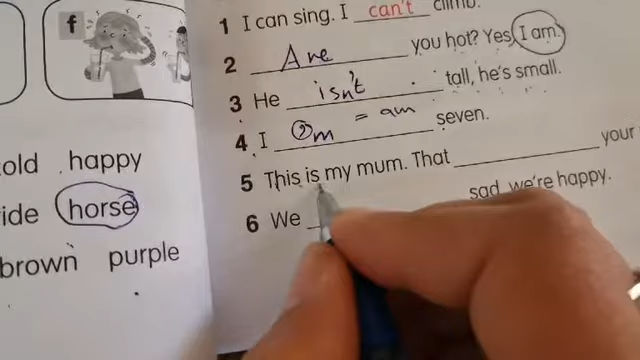 f
old happy
ide horse
brown purple
1 I can sing. I can't climb.
2 Are you hot? Yes, I am.
3 He isn't tall, he's small.
4 I 'm = am seven.
5 This is my mum. That your
6 We sad, we're happy.